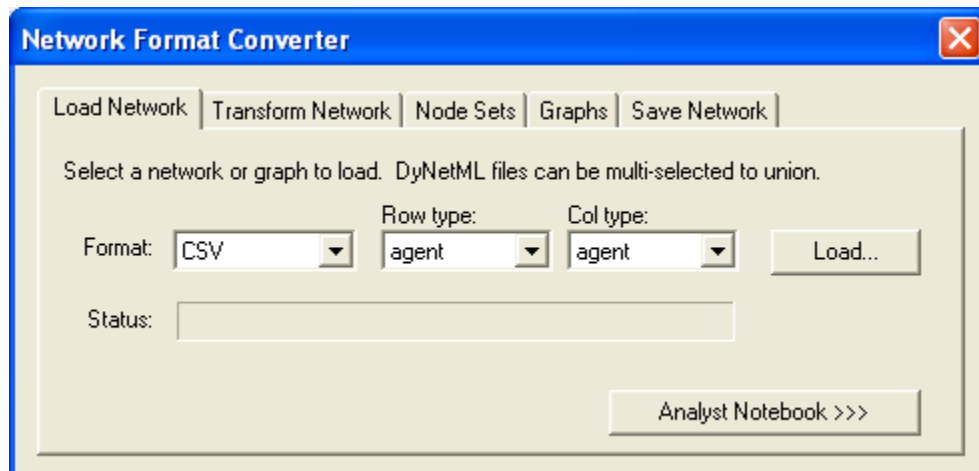 Network Format Converter
Load Network Transform Network Node Sets Graphs Save Network
Select a network or graph to load. DyNetML files can be multi-selected to union.
Row type: Col type:
Format: CSV agent agent Load...
Status:
Analyst Notebook >>>